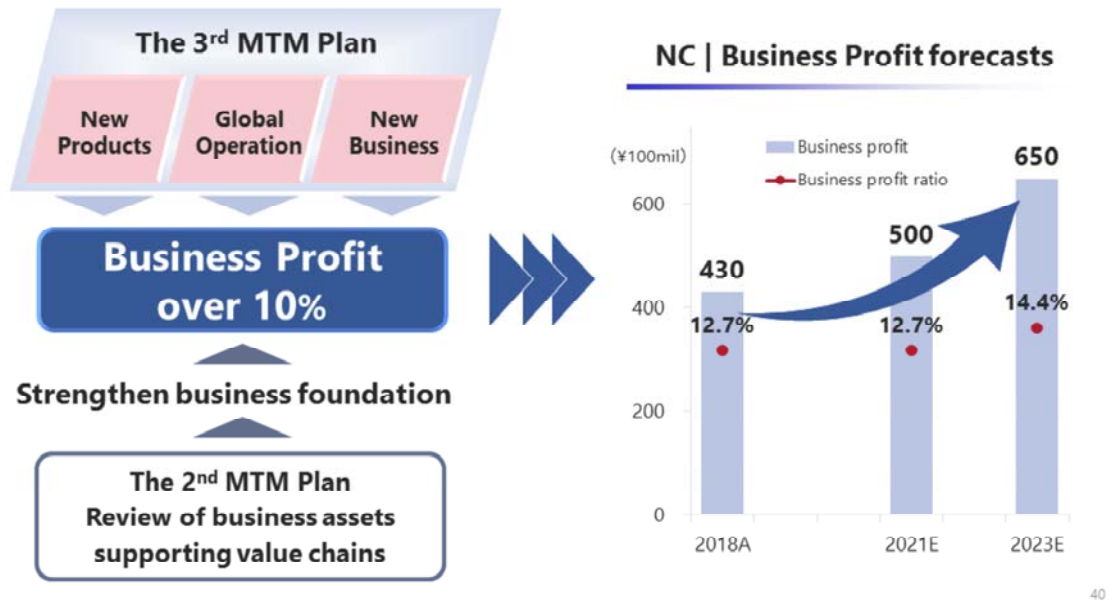 The 3rd MTM Plan
New
Products
Global
Operation
New
Business
Business Profit
over 10%
Strengthen business foundation
The 2nd MTM Plan
Review of business assets
supporting value chains
NC | Business Profit forecasts
(¥100mil)
Business profit
Business profit ratio
600
400
200
0
430
500
650
12.7%
12.7%
14.4%
2018A
2021E
2023E
40